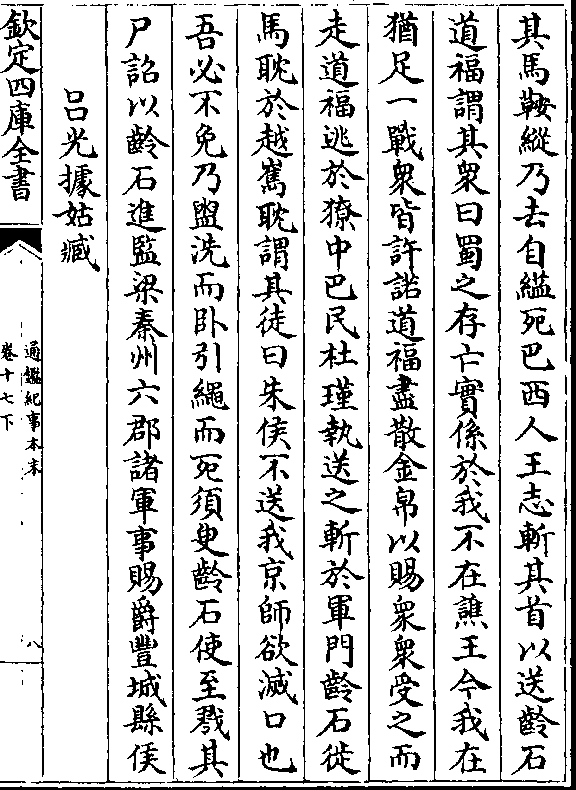 其馬鞍縱乃去自縊死巴西人王志斬其首以送齡石
道福謂其衆曰蜀之存亡實係於我不在譙王今我在
猶足一戰衆皆許諾道福盡散金帛以賜衆衆受之而
走道福逃於獠中巴民杜瑾執送之斬於軍門齡石徙
馬耽於越嶲耽謂其徒曰朱侯不送我京師欲滅口也
吾必不免乃盥洗而卧引繩而死須臾齡石使至戮其
尸詔以齡石進監梁秦州六郡諸軍事賜爵豐城縣侯
吕光據姑臧
欽定四庫全書
通鑑紀事本末
卷十七下
八